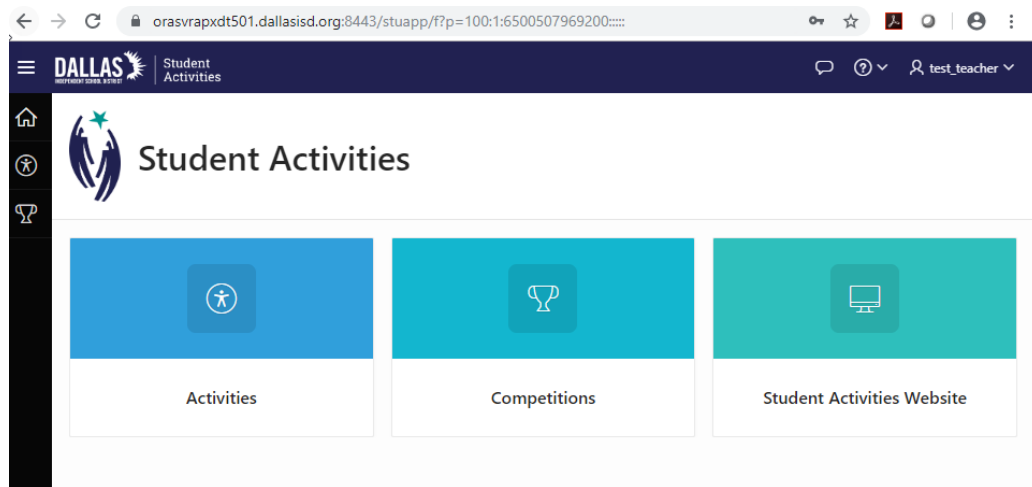 orasvrapxdt501.dallasisd.org:8443/stuapp/f?p=100:1:6500507969200:::::
DALLAS
INDEPENDENT SCHOOL DISTRICT
Student
Activities
test_teacher
Student Activities
Activities
Competitions
Student Activities Website